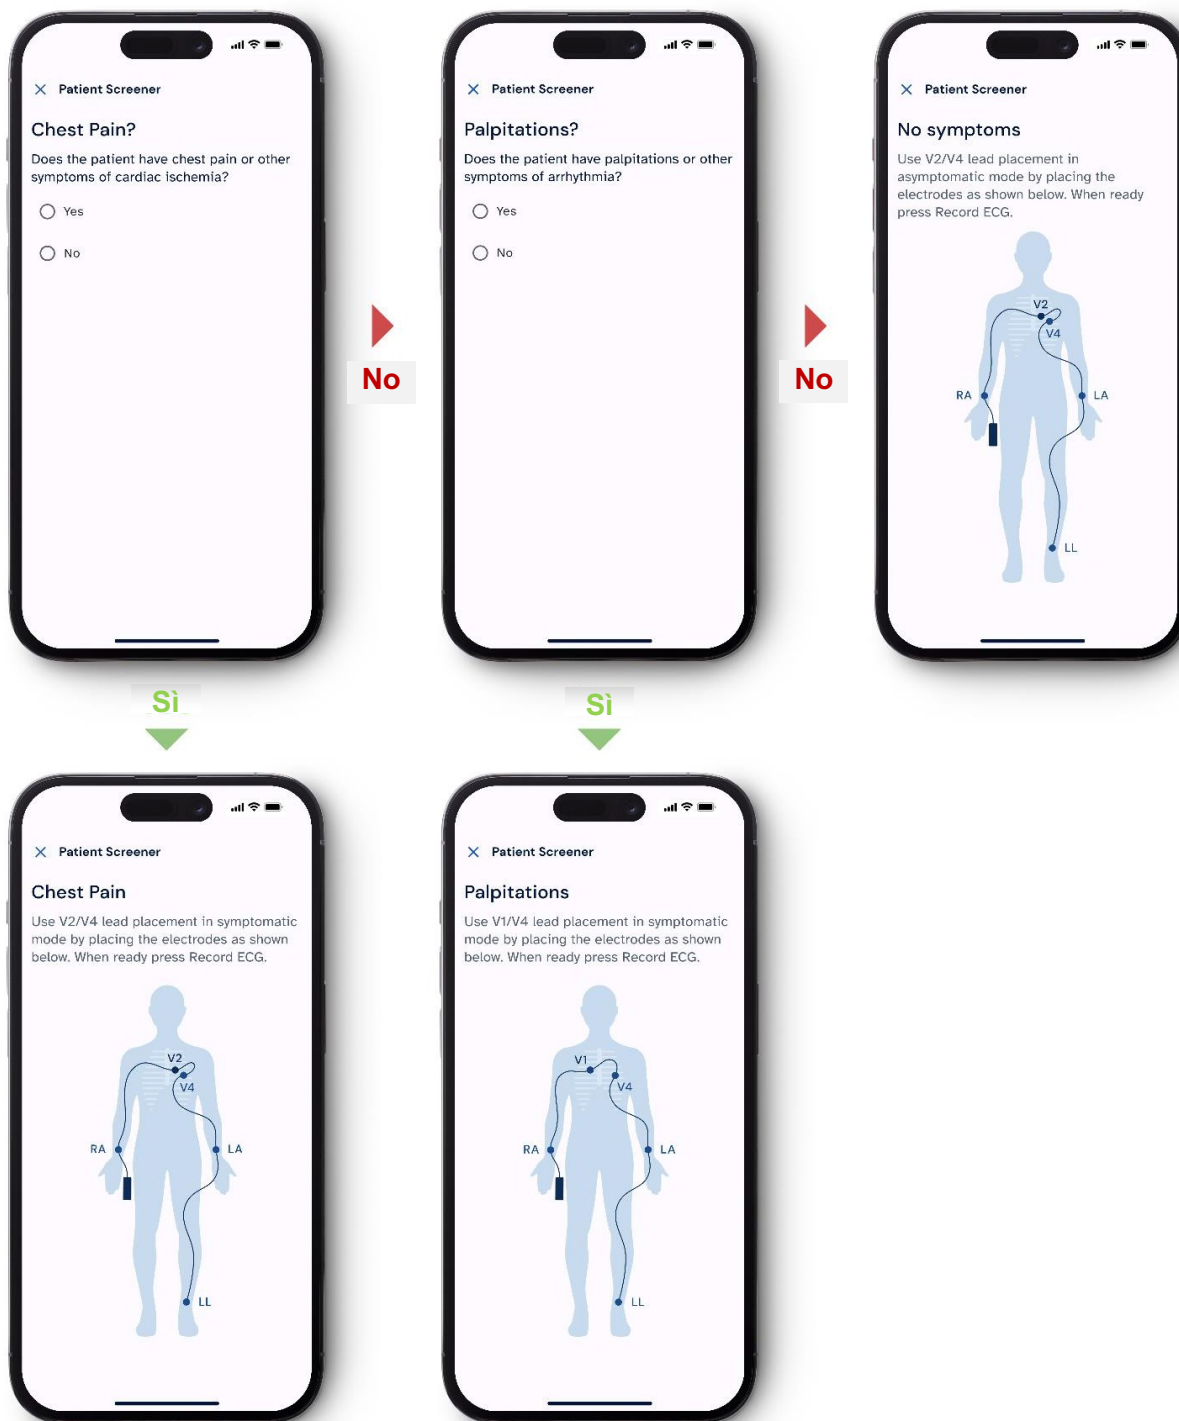 Patient Screener
Chest Pain?
Does the patient have chest pain or other
symptoms of cardiac ischemia?
Yes
No
No
Patient Screener
Palpitations?
Does the patient have palpitations or other
symptoms of arrhythmia?
Yes
No
No
Patient Screener
No symptoms
Use V2/V4 lead placement in
asymptomatic mode by placing the
electrodes as shown below. When ready
press Record ECG.
V2
V4
RA
LA
LL
Sì
Sì
Patient Screener
Chest Pain
Use V2/V4 lead placement in symptomatic
mode by placing the electrodes as shown
below. When ready press Record ECG.
V2
V4
RA
LA
LL
Patient Screener
Palpitations
Use V1/V4 lead placement in symptomatic
mode by placing the electrodes as shown
below. When ready press Record ECG.
V1
V4
RA
LA
LL